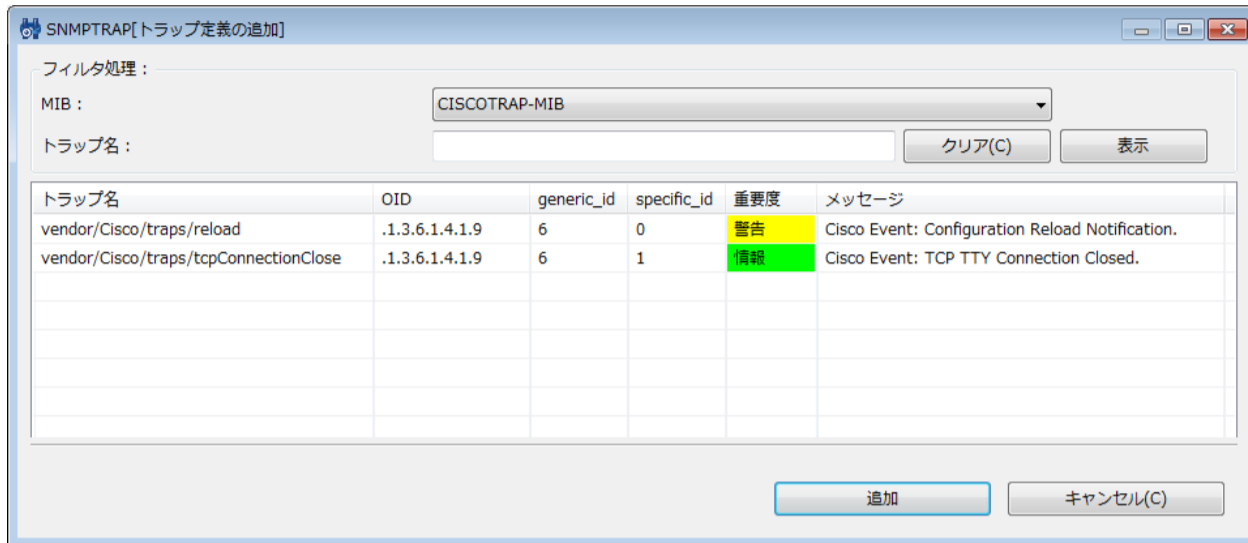 SNMPTRAP[トラップ定義の追加]
フィルタ処理：
MIB： CISCOTRAP-MIB
トラップ名： クリア(C) 表示
トラップ名 OID generic_id specific_id 重要度 メッセージ
vendor/Cisco/traps/reload .1.3.6.1.4.1.9 6 0 警告 Cisco Event: Configuration Reload Notification.
vendor/Cisco/traps/tcpConnectionClose .1.3.6.1.4.1.9 6 1 情報 Cisco Event: TCP TTY Connection Closed.
追加 キャンセル(C)